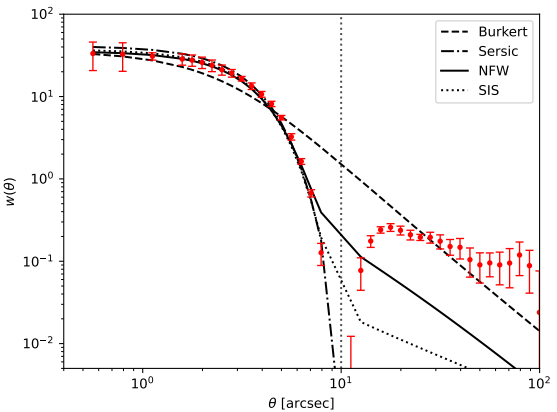 10²
10¹
10⁰
10⁻¹
10⁻²
w(θ)
Burkert
Sersic
NFW
SIS
10⁰
10¹
10²
θ [arcsec]